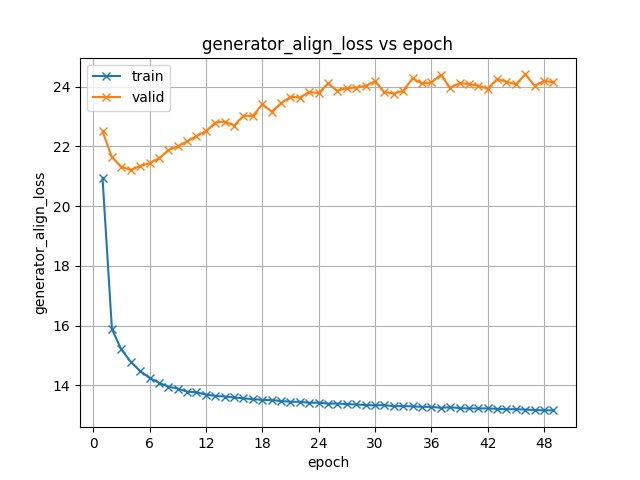 generator_align_loss vs epoch
train
valid
generator_align_loss
24
22
20
18
16
14
0 6 12 18 24 30 36 42 48
epoch